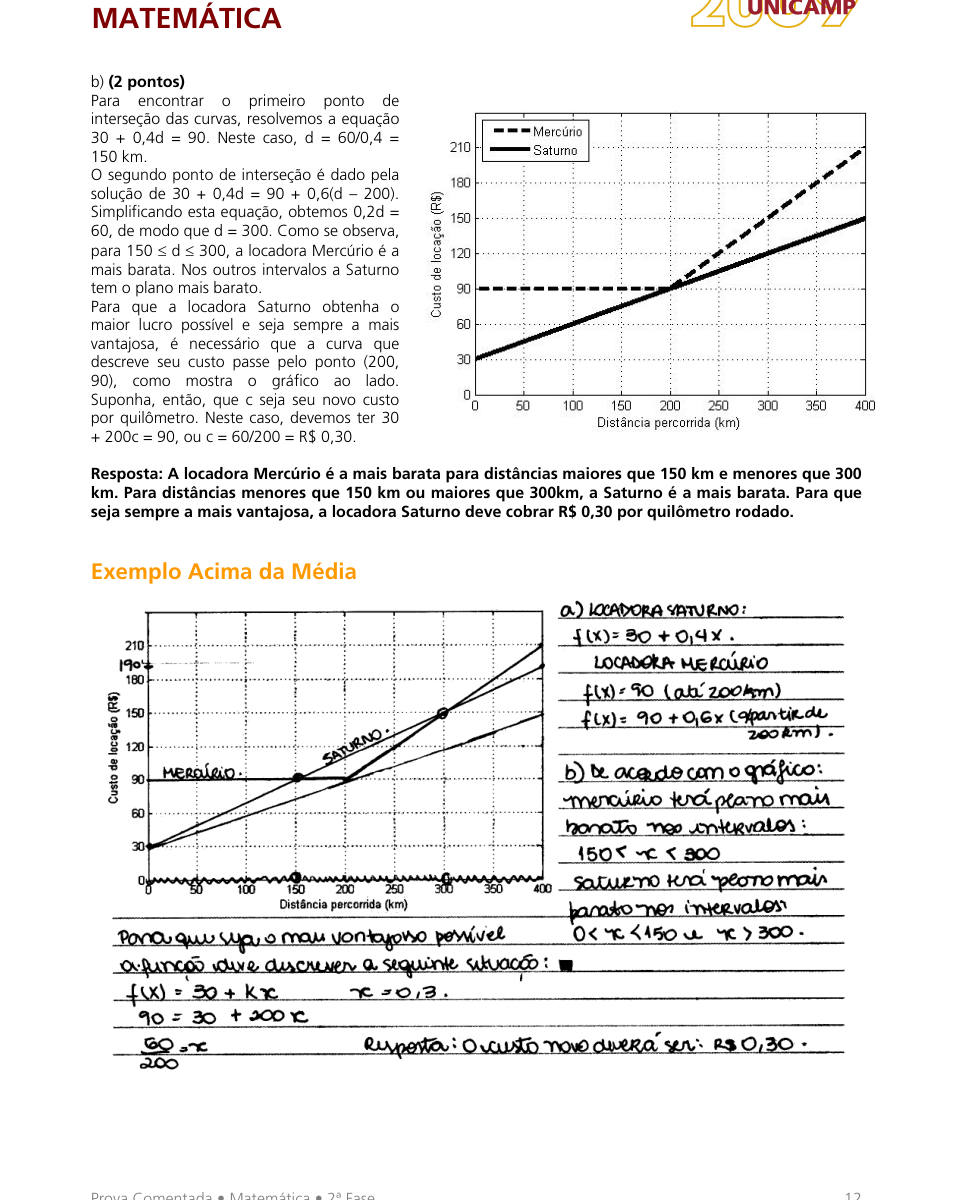 MATEMÁTICA
UNICAMP
b) (2 pontos)
Para encontrar o primeiro ponto de
interseção das curvas, resolvemos a equação
30 + 0,4d = 90. Neste caso, d = 60/0,4 =
150 km.
O segundo ponto de interseção é dado pela
solução de 30 + 0,4d = 90 + 0,6(d – 200).
Simplificando esta equação, obtemos 0,2d =
60, de modo que d = 300. Como se observa,
para 150 ≤ d ≤ 300, a locadora Mercúrio é a
mais barata. Nos outros intervalos a Saturno
tem o plano mais barato.
Para que a locadora Saturno obtenha o
maior lucro possível e seja sempre a mais
vantajosa, é necessário que a curva que
descreve seu custo passe pelo ponto (200,
90), como mostra o gráfico ao lado.
Suponha, então, que c seja seu novo custo
por quilômetro. Neste caso, devemos ter 30
+ 200c = 90, ou c = 60/200 = R$ 0,30.
Mercúrio
Saturno
Custo de locação (R$)
210
180
150
120
90
60
30
0
0 50 100 150 200 250 300 350 400
Distância percorrida (km)
Resposta: A locadora Mercúrio é a mais barata para distâncias maiores que 150 km e menores que 300
km. Para distâncias menores que 150 km ou maiores que 300km, a Saturno é a mais barata. Para que
seja sempre a mais vantajosa, a locadora Saturno deve cobrar R$ 0,30 por quilômetro rodado.
Exemplo Acima da Média
Custo de locação (R$)
210
190
180
150
120
90
60
30
0
MERCÚRIO.
SATURNO.
0 50 100 150 200 250 300 350 400
Distância percorrida (km)
a) LOCADORA SATURNO:
f(x) = 30 + 0,4x.
LOCADORA MERCÚRIO
f(x) = 90 (até 200km)
f(x) = 90 + 0,6x (a partir de
200km).
b) De acordo com o gráfico:
mercúrio terá plano mais
barato nos intervalos:
150 < x < 300
saturno terá plano mais
barato nos intervalos
0 < x < 150 e x > 300.
Para que seja o mais vantajoso possível
a função deve descrever a seguinte situação:
f(x) = 30 + Kx x = 0,3.
90 = 30 + 200x
60 = x
200
Resposta: O custo novo deverá ser: R$ 0,30.
Prova Comentada • Matemática • 2ª Fase 12